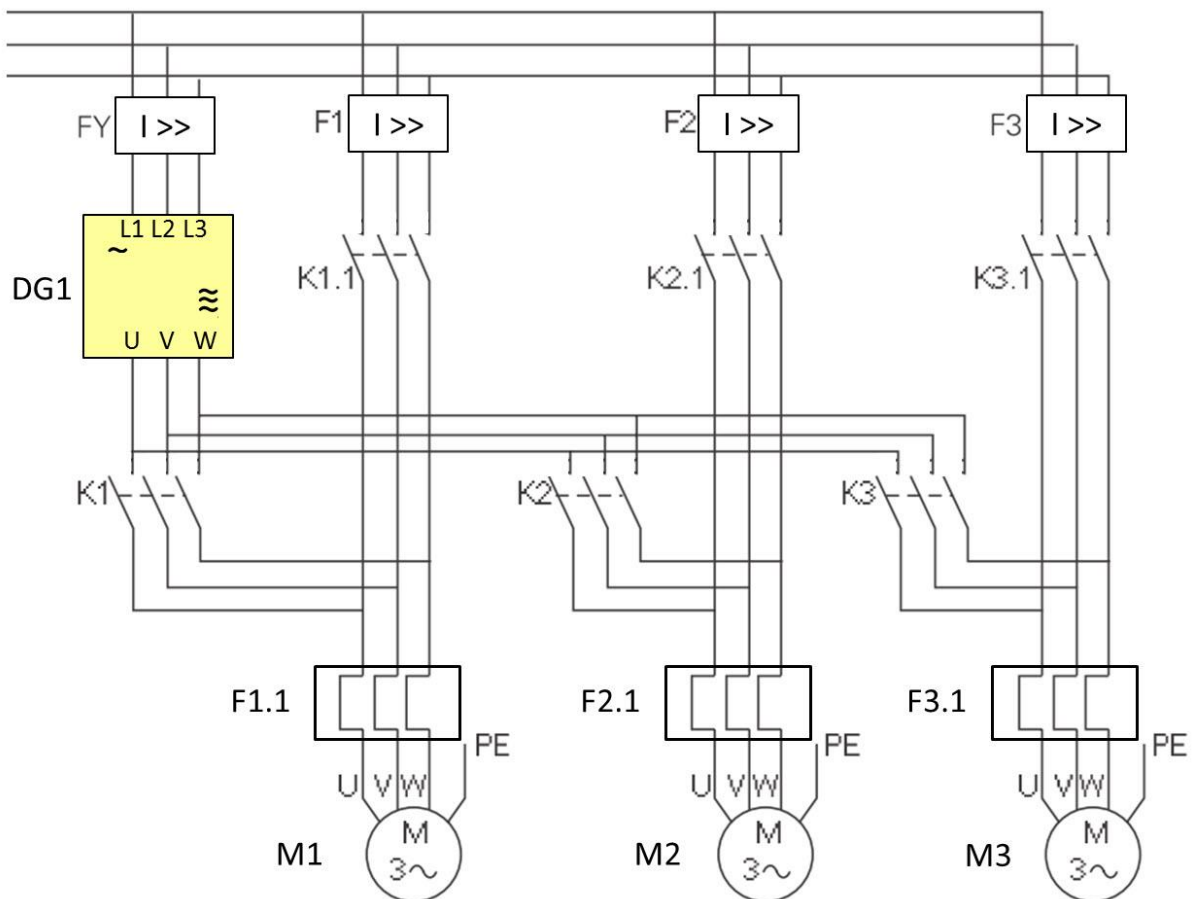 FY I >> F1 I >> F2 I >> F3 I >>
L1 L2 L3
~
DG1
≋
U V W
K1.1 K2.1 K3.1
K1 K2 K3
F1.1 F2.1 F3.1
PE PE PE
U V W U V W U V W
M1 M M2 M M3 M
3~ 3~ 3~